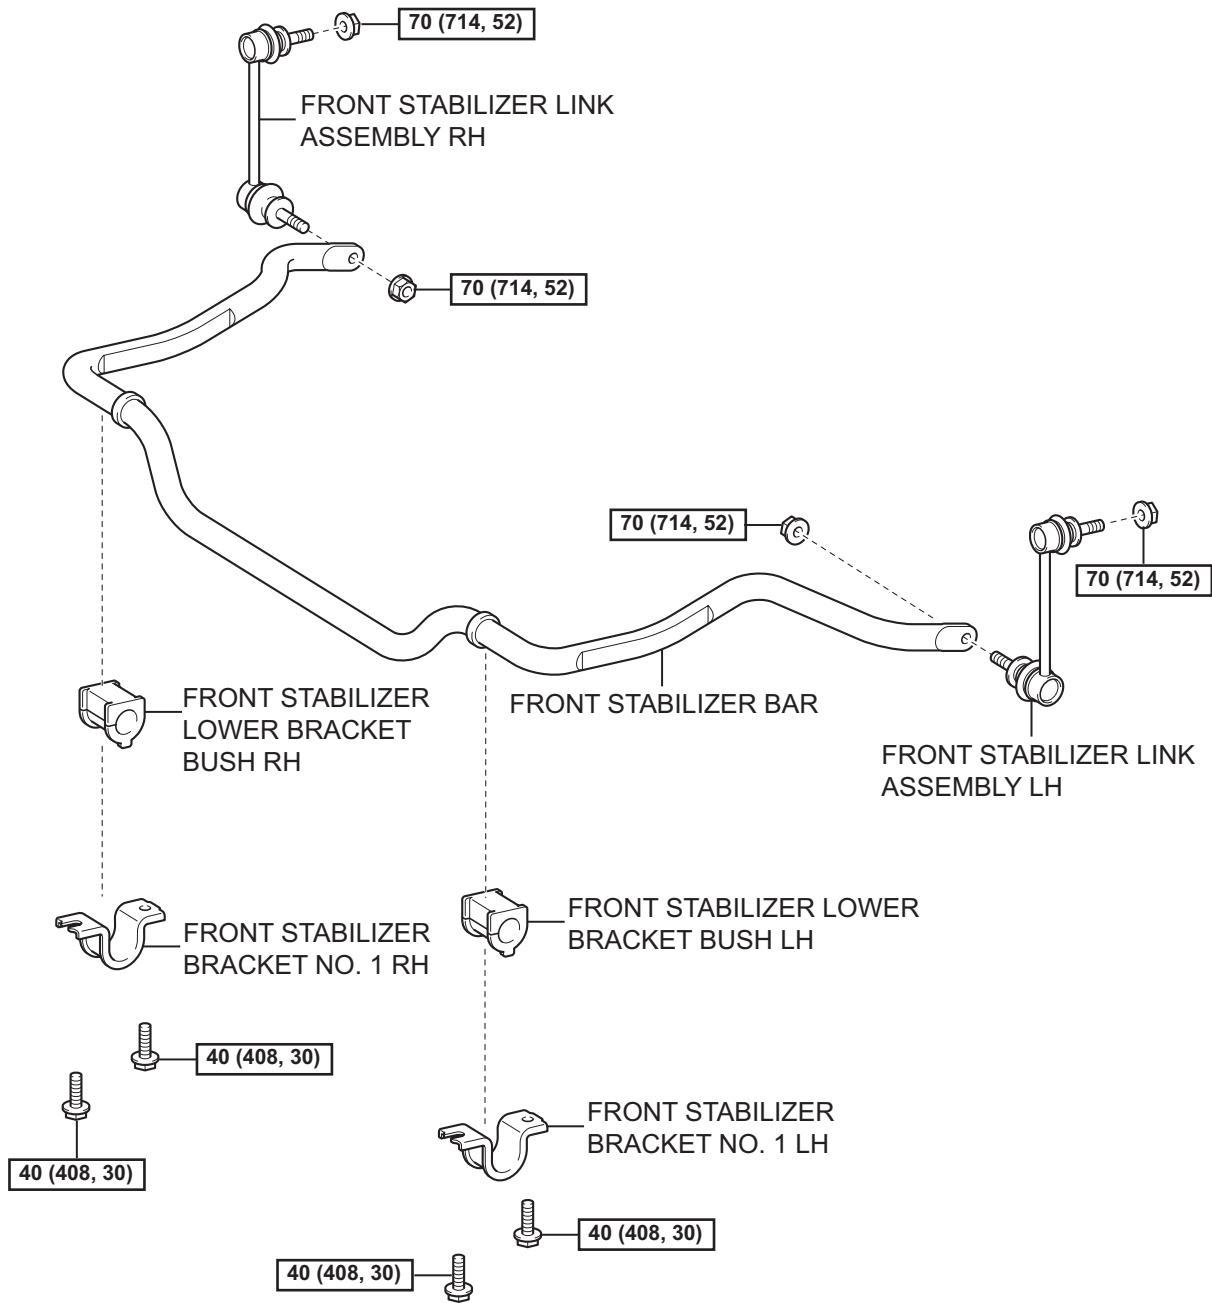 70 (714, 52)
FRONT STABILIZER LINK
ASSEMBLY RH
70 (714, 52)
70 (714, 52)
70 (714, 52)
FRONT STABILIZER
LOWER BRACKET
BUSH RH
FRONT STABILIZER BAR
FRONT STABILIZER LINK
ASSEMBLY LH
FRONT STABILIZER
BRACKET NO. 1 RH
FRONT STABILIZER LOWER
BRACKET BUSH LH
40 (408, 30)
40 (408, 30)
FRONT STABILIZER
BRACKET NO. 1 LH
40 (408, 30)
40 (408, 30)